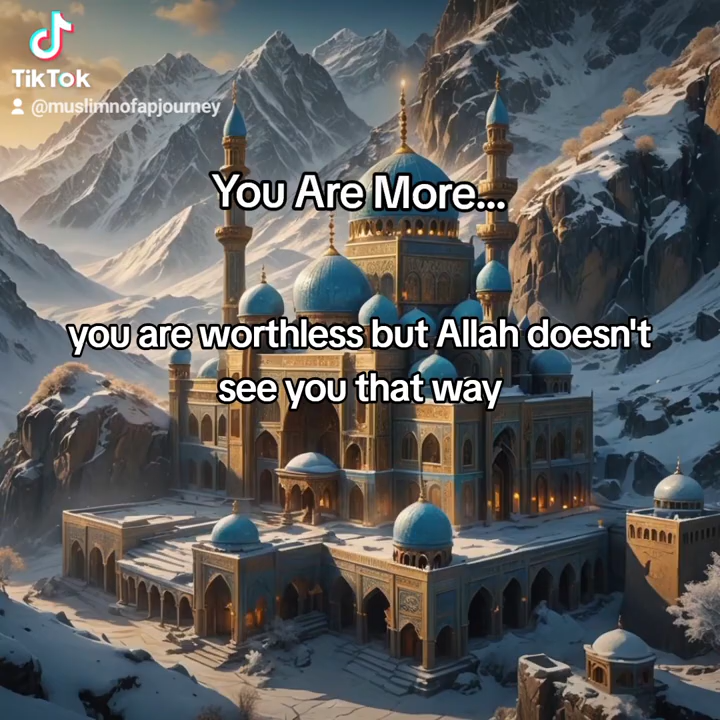 TikTok
@muslimnofapjourney
You Are More...
you are worthless but Allah doesn't
see you that way